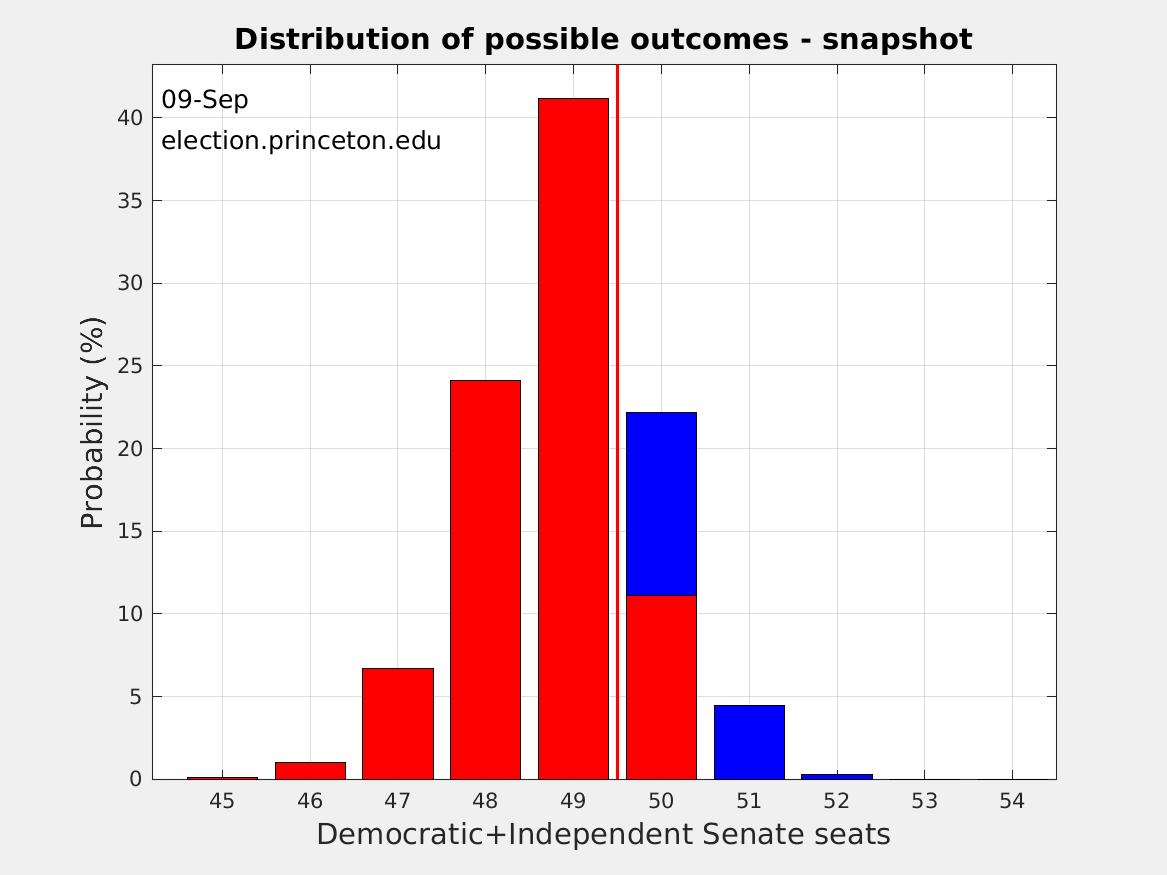 Distribution of possible outcomes - snapshot
09-Sep
election.princeton.edu
40
35
30
25
20
15
10
5
0
Probability (%)
45 46 47 48 49 50 51 52 53 54
Democratic+Independent Senate seats